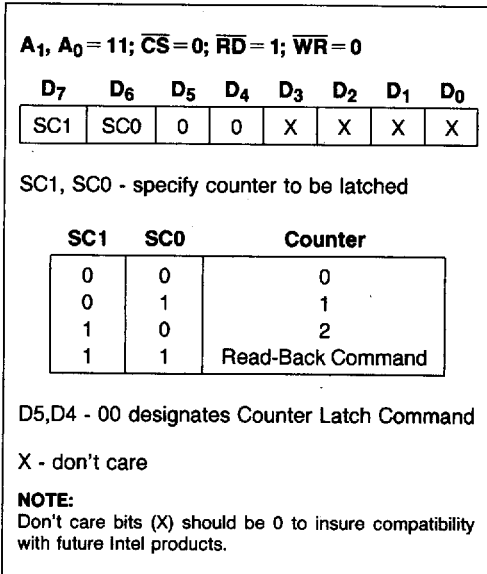 A1, A0 = 11; CS = 0; RD = 1; WR = 0
D7 D6 D5 D4 D3 D2 D1 D0
SC1 SC0 0 0 X X X X
SC1, SC0 - specify counter to be latched
SC1 SC0 Counter
0 0 0
0 1 1
1 0 2
1 1 Read-Back Command
D5,D4 - 00 designates Counter Latch Command
X - don't care
NOTE:
Don't care bits (X) should be 0 to insure compatibility
with future Intel products.